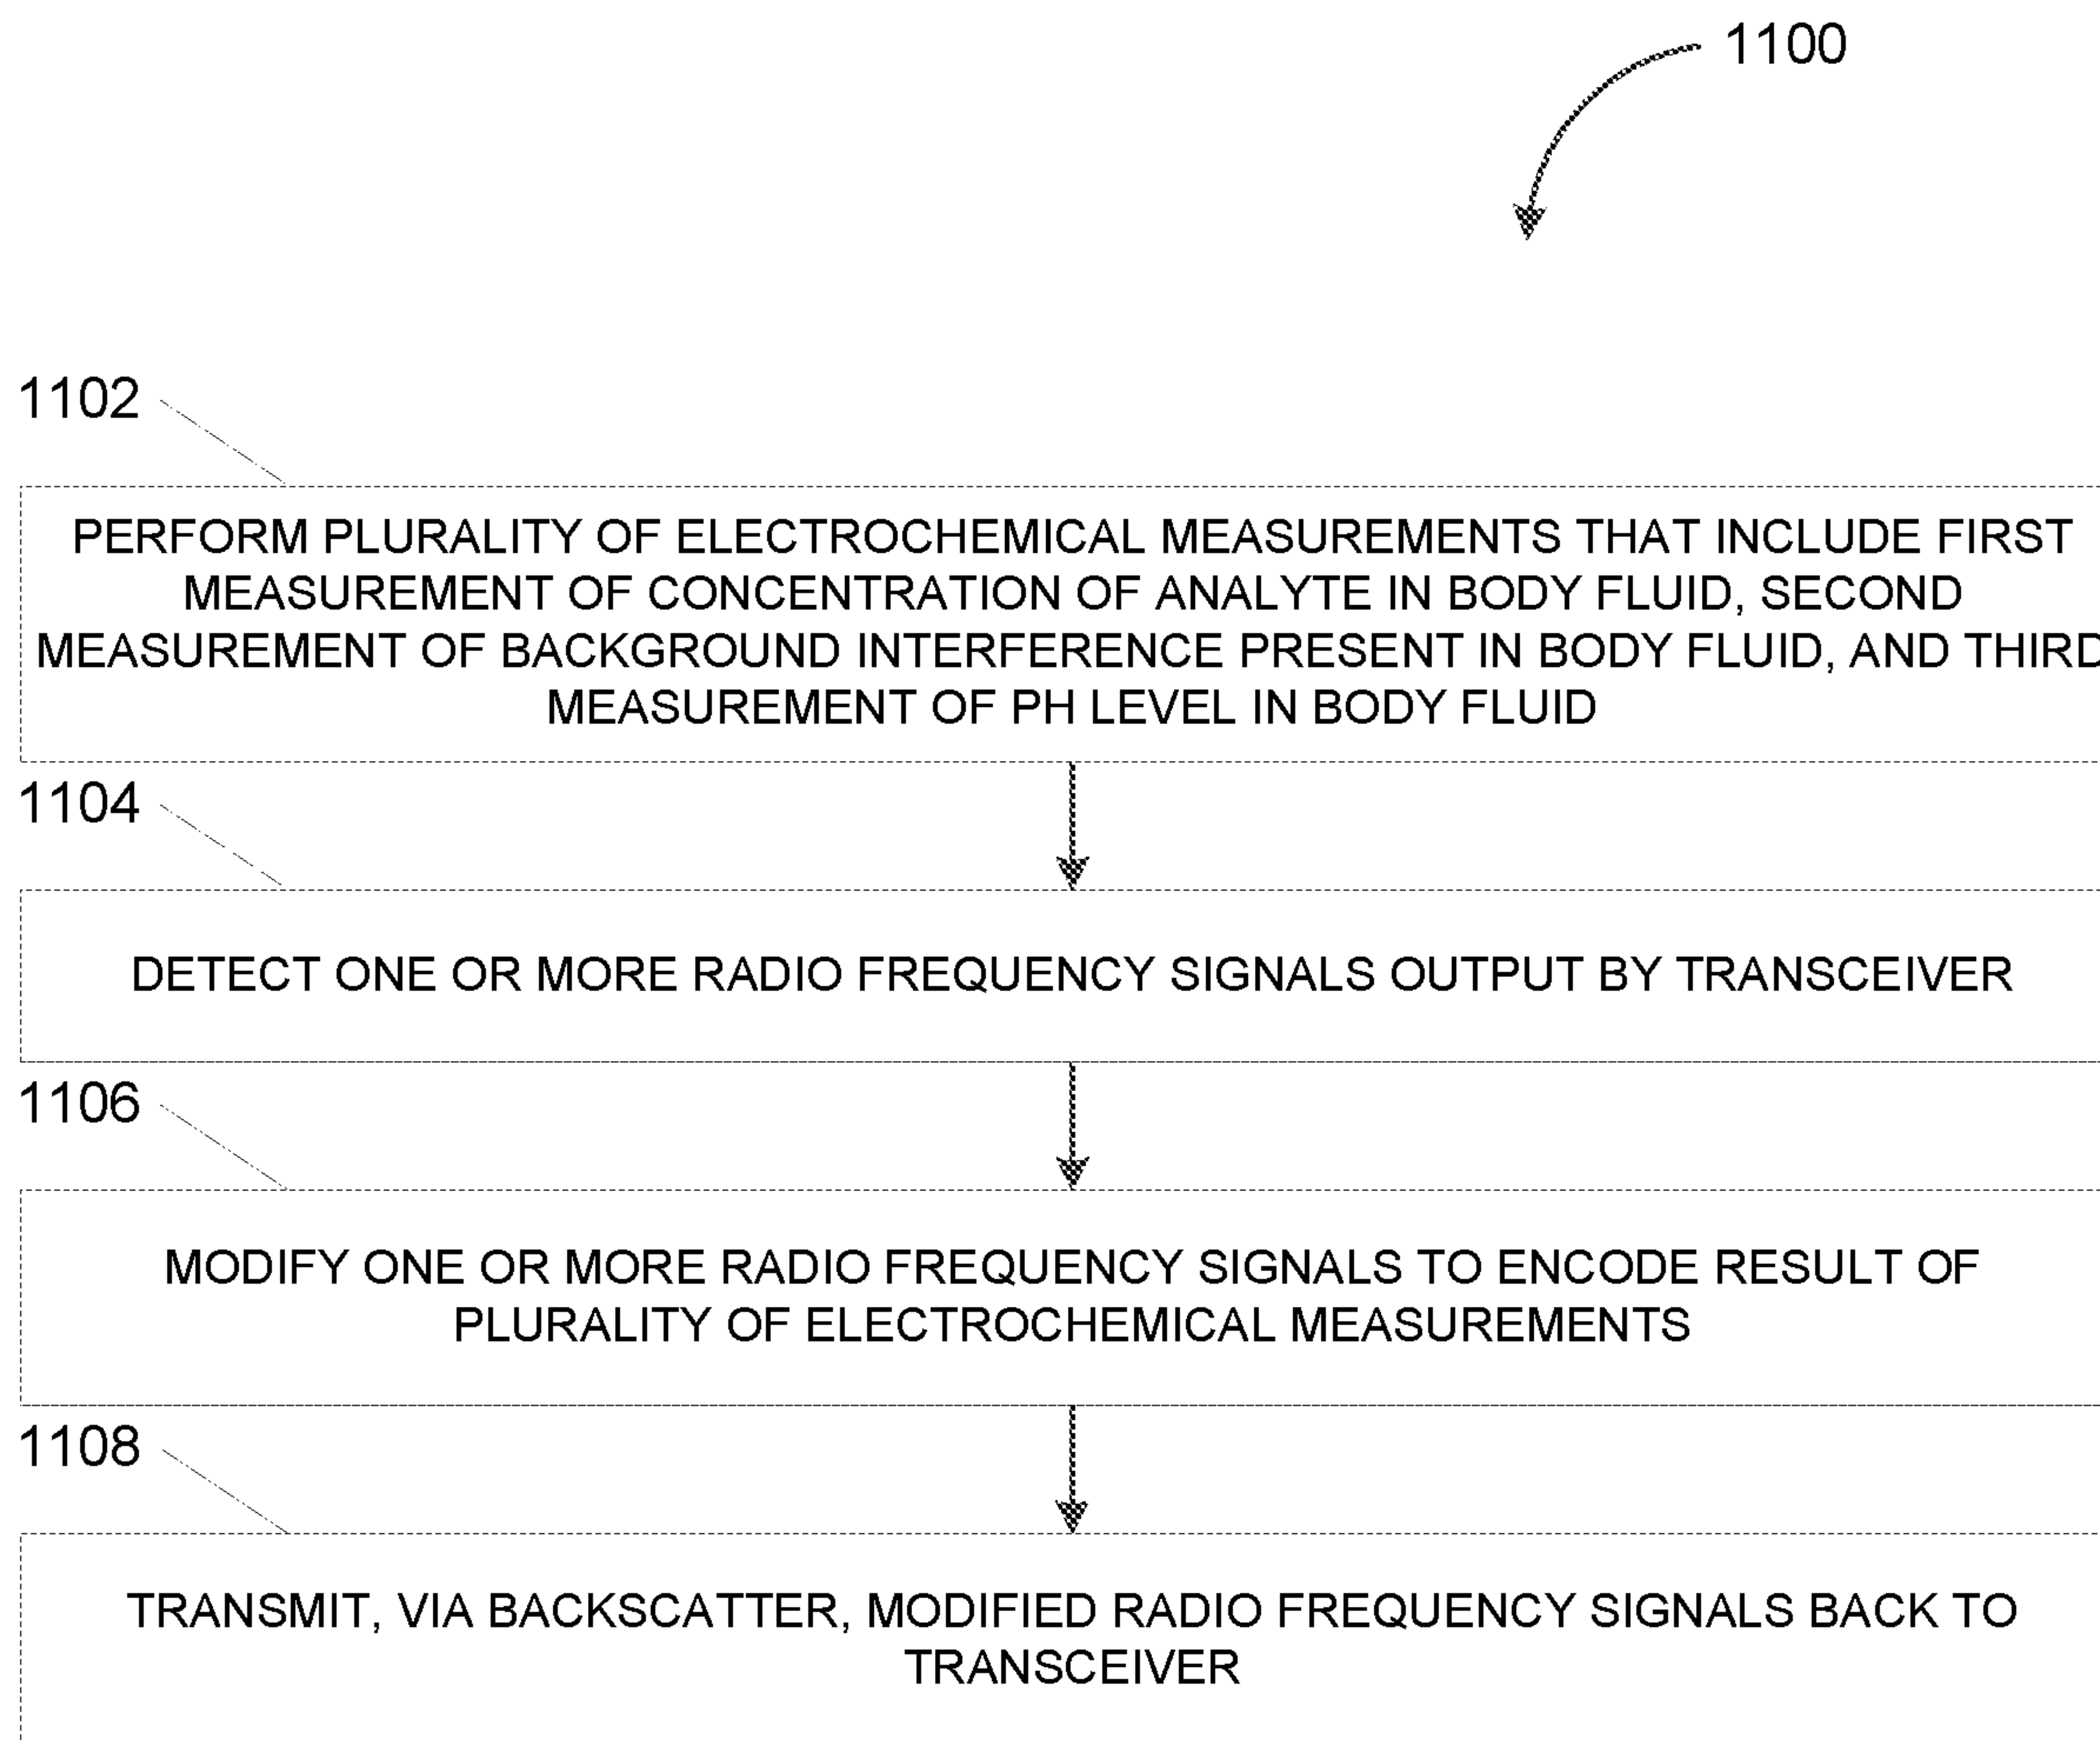 1100
1102
PERFORM PLURALITY OF ELECTROCHEMICAL MEASUREMENTS THAT INCLUDE FIRST
MEASUREMENT OF CONCENTRATION OF ANALYTE IN BODY FLUID, SECOND
MEASUREMENT OF BACKGROUND INTERFERENCE PRESENT IN BODY FLUID, AND THIRD
MEASUREMENT OF PH LEVEL IN BODY FLUID
1104
DETECT ONE OR MORE RADIO FREQUENCY SIGNALS OUTPUT BY TRANSCEIVER
1106
MODIFY ONE OR MORE RADIO FREQUENCY SIGNALS TO ENCODE RESULT OF
PLURALITY OF ELECTROCHEMICAL MEASUREMENTS
1108
TRANSMIT, VIA BACKSCATTER, MODIFIED RADIO FREQUENCY SIGNALS BACK TO
TRANSCEIVER